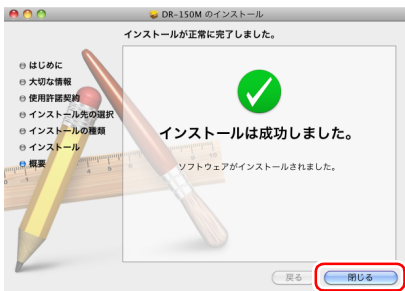 DR-150M のインストール
インストールが正常に完了しました。
はじめに
大切な情報
使用許諾契約
インストール先の選択
インストールの種類
インストール
概要
インストールは成功しました。
ソフトウェアがインストールされました。
戻る
閉じる